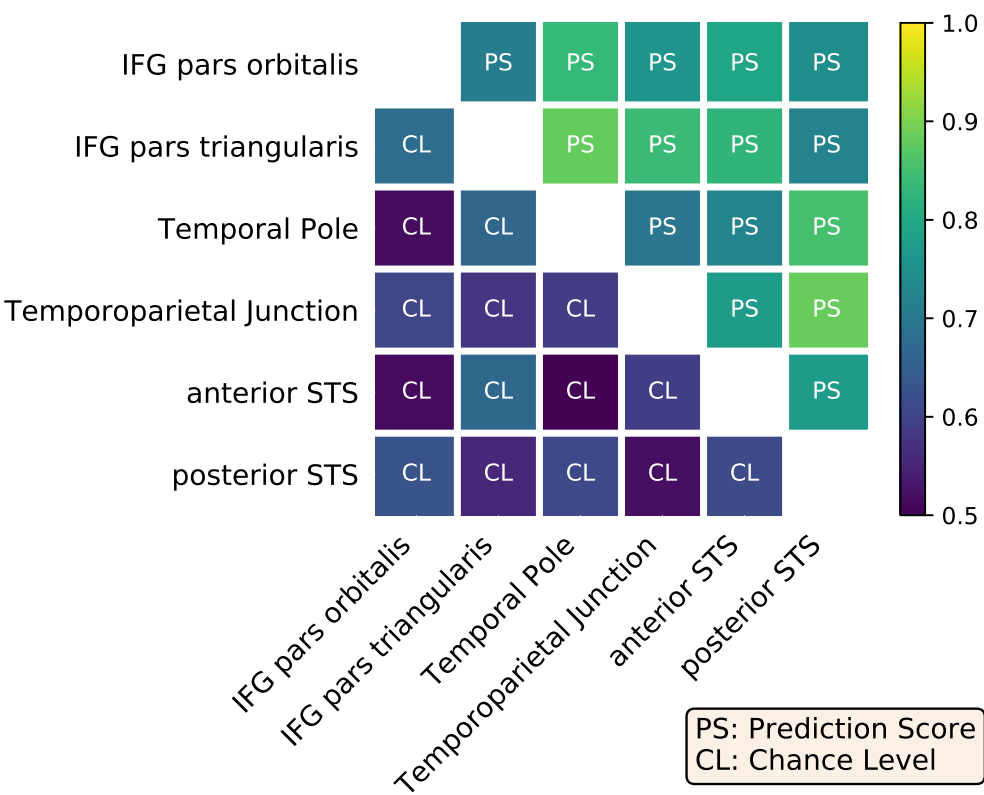 1.0
IFG pars orbitalis PS PS PS PS PS
0.9
IFG pars triangularis CL PS PS PS PS
Temporal Pole CL CL PS PS PS
0.8
Temporoparietal Junction CL CL CL PS PS
0.7
anterior STS CL CL CL CL PS
0.6
posterior STS CL CL CL CL CL
0.5
IFG pars orbitalis
IFG pars triangularis
Temporal Pole
Temporoparietal Junction
anterior STS
posterior STS
PS: Prediction Score
CL: Chance Level